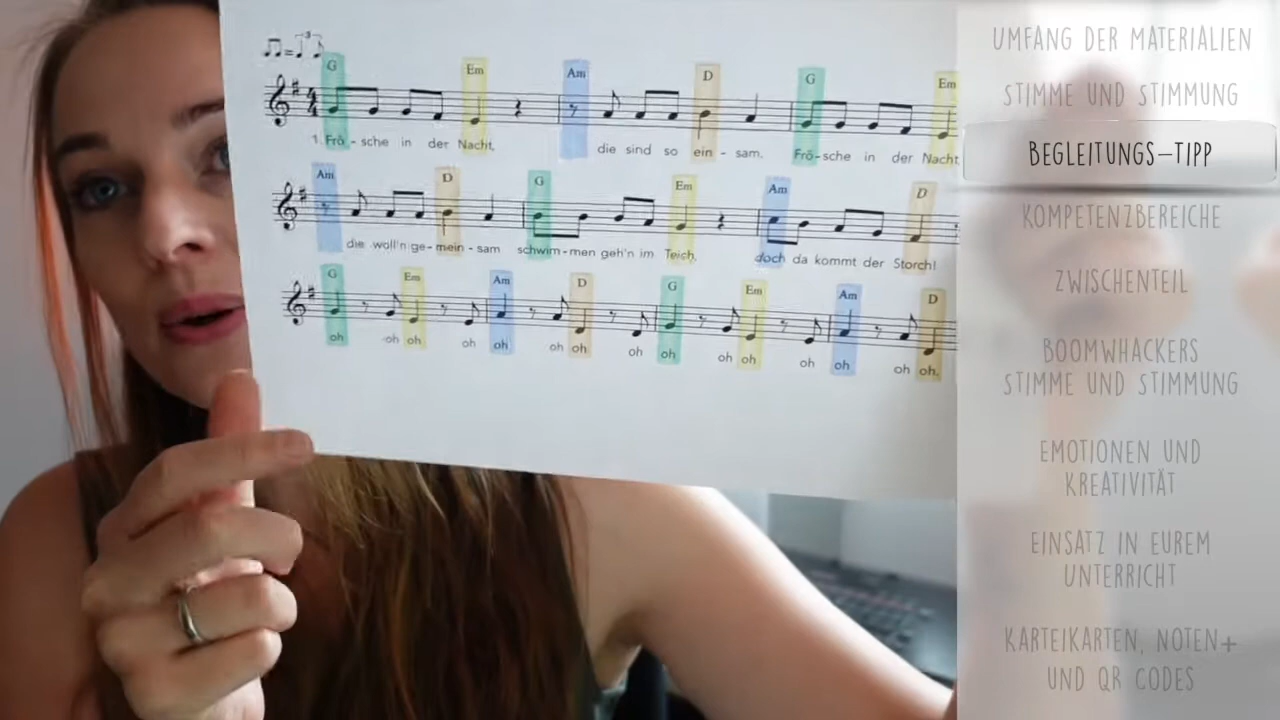 G Em Am D G Em
1. Frö - sche in der Nacht, die sind so ein - sam. Frö - sche in der Nacht
Am D G Em Am D
die woll'n ge - mein - sam schwim - men geh'n im Teich, doch da kommt der Storch!
G Em Am D G Em Am D
oh oh oh oh oh oh oh oh oh oh oh oh oh oh oh oh.
UMFANG DER MATERIALIEN
STIMME UND STIMMUNG
BEGLEITUNGS-TIPP
KOMPETENZBEREICHE
ZWISCHENTEIL
BOOMWHACKERS
STIMME UND STIMMUNG
EMOTIONEN UND
KREATIVITÄT
EINSATZ IN EUREM
UNTERRICHT
KARTEIKARTEN, NOTEN+
UND QR CODES